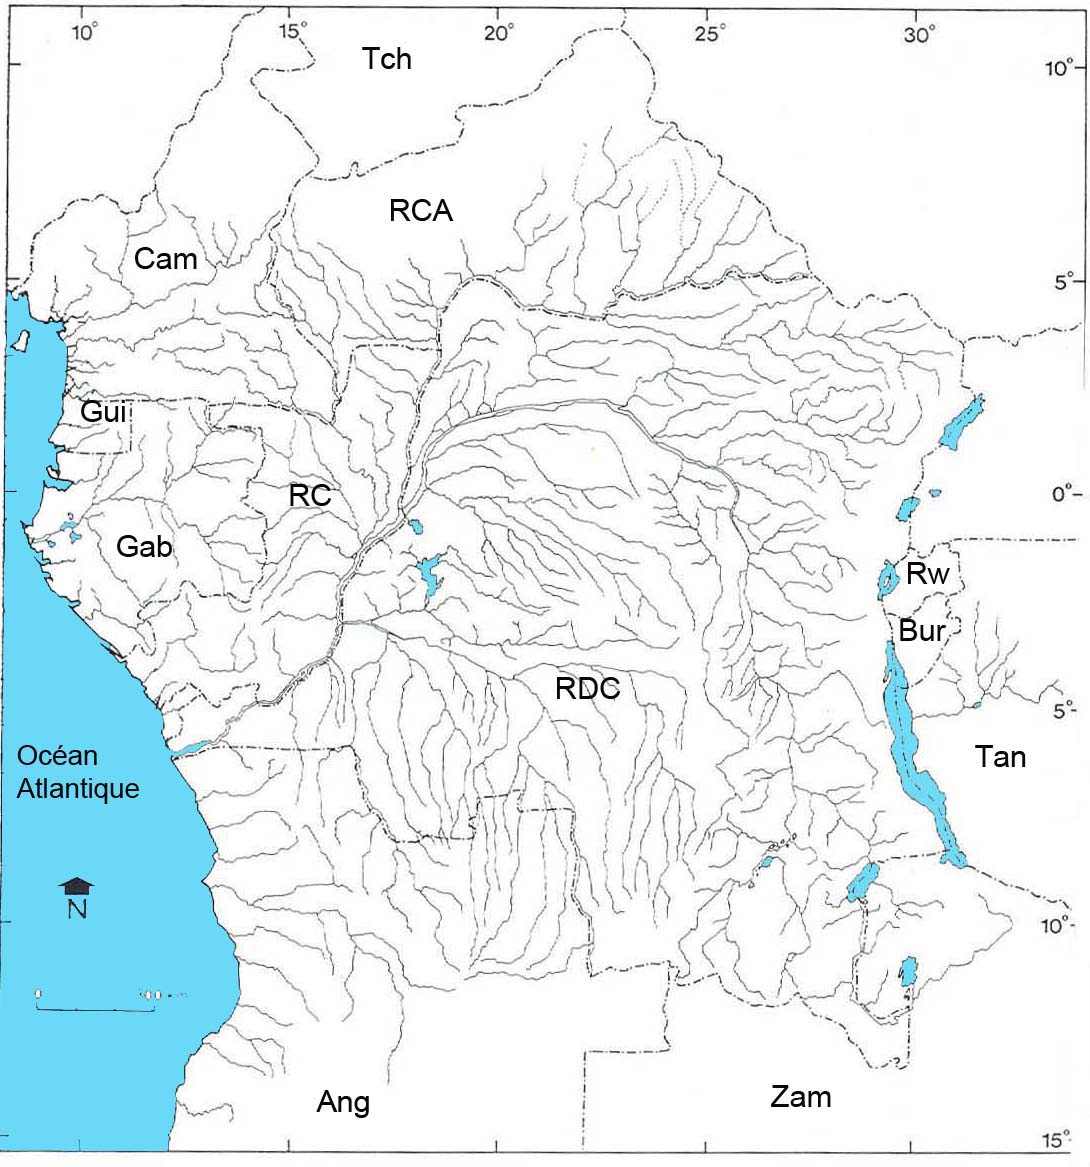 10° 15° 20° 25° 30°
Tch
10°
RCA
Cam
5°
Gui
RC
0°
Gab
Rw
Bur
RDC
5°
Océan
Atlantique
Tan
N
10°
Ang
Zam
15°